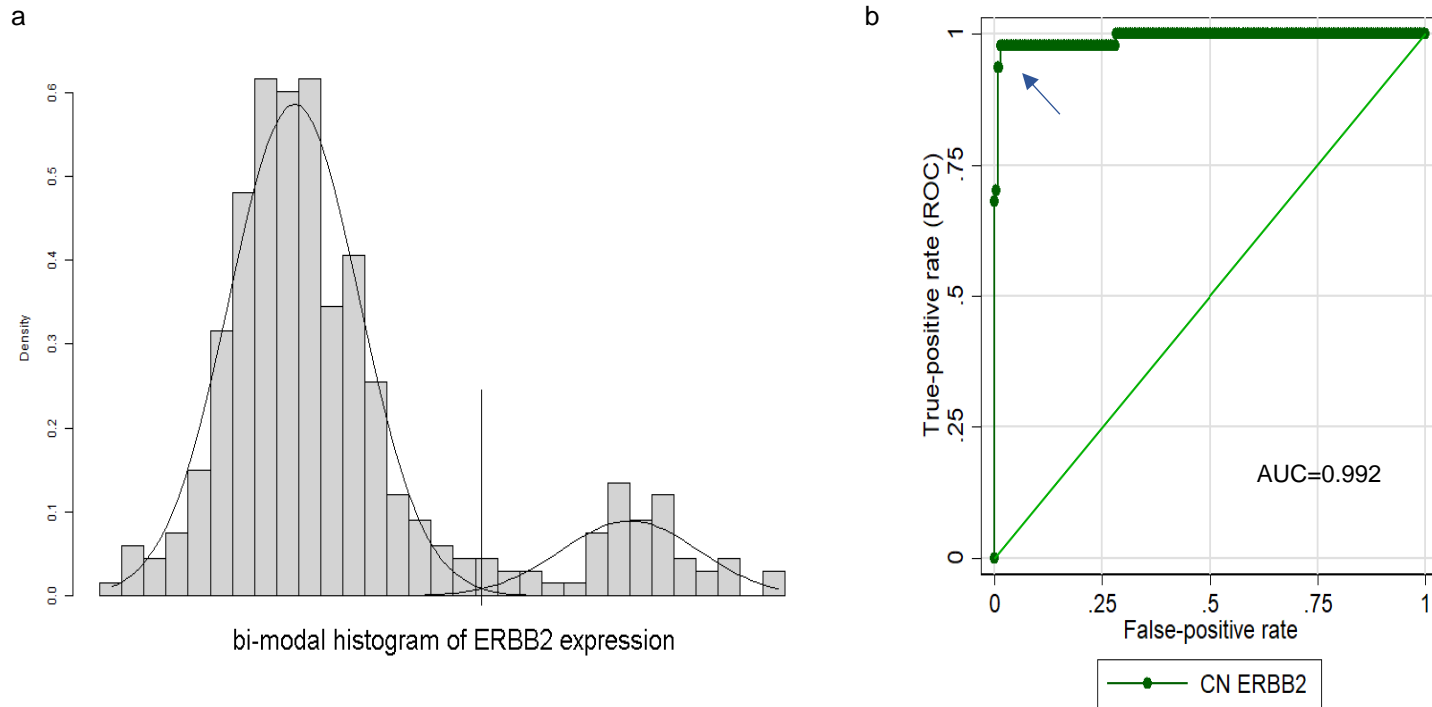 a
0.6
0.5
0.4
0.3
0.2
0.1
0.0
Density
bi-modal histogram of ERBB2 expression
b
1
.75
.5
.25
0
True-positive rate (ROC)
AUC=0.992
0 .25 .5 .75 1
False-positive rate
CN ERBB2